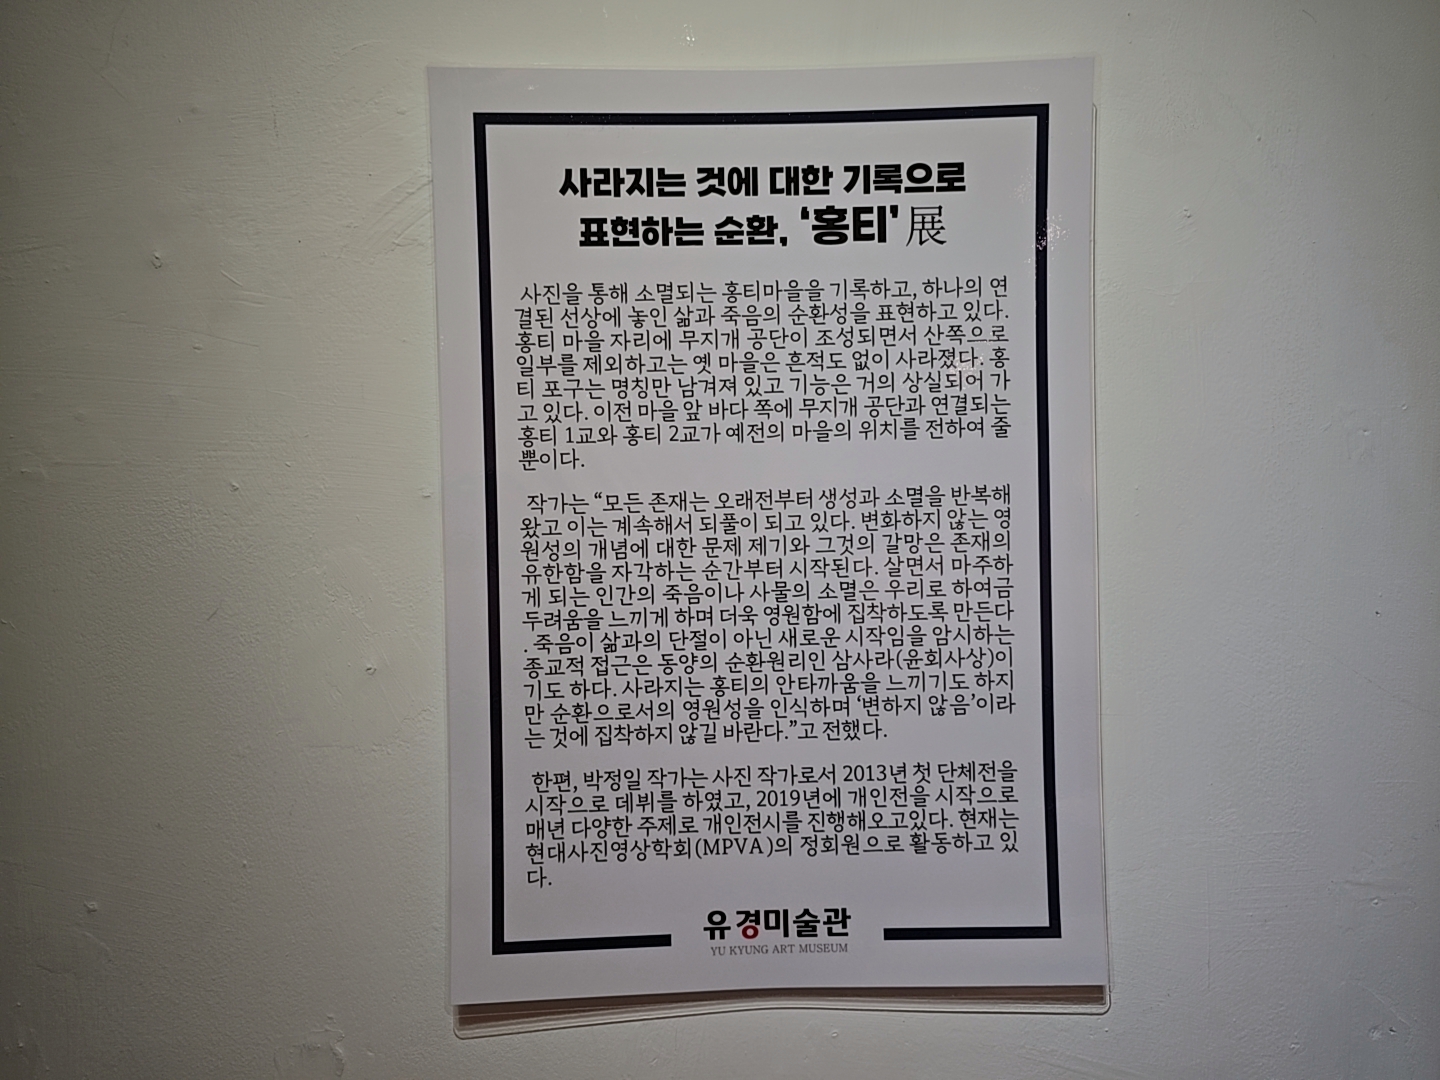 사라지는 것에 대한 기록으로
표현하는 순환, ‘홍티’ 展
사진을 통해 소멸되는 홍티마을을 기록하고, 하나의 연
결된 선상에 놓인 삶과 죽음의 순환성을 표현하고 있다.
홍티 마을 자리에 무지개 공단이 조성되면서 산쪽으로
일부를 제외하고는 옛 마을은 흔적도 없이 사라졌다. 홍
티 포구는 명칭만 남겨져 있고 기능은 거의 상실되어 가
고 있다. 이전 마을 앞 바다 쪽에 무지개 공단과 연결되는
홍티 1교와 홍티 2교가 예전의 마을의 위치를 전하여 줄
뿐이다.
작가는 “모든 존재는 오래전부터 생성과 소멸을 반복해
왔고 이는 계속해서 되풀이 되고 있다. 변화하지 않는 영
원성의 개념에 대한 문제 제기와 그것의 갈망은 존재의
유한함을 자각하는 순간부터 시작된다. 살면서 마주하
게 되는 인간의 죽음이나 사물의 소멸은 우리로 하여금
두려움을 느끼게 하며 더욱 영원함에 집착하도록 만든다
. 죽음이 삶과의 단절이 아닌 새로운 시작임을 암시하는
종교적 접근은 동양의 순환원리인 삼사라(윤회사상)이
기도 하다. 사라지는 홍티의 안타까움을 느끼기도 하지
만 순환으로서의 영원성을 인식하며 ‘변하지 않음’이라
는 것에 집착하지 않길 바란다.”고 전했다.
한편, 박정일 작가는 사진 작가로서 2013년 첫 단체전을
시작으로 데뷔를 하였고, 2019년에 개인전을 시작으로
매년 다양한 주제로 개인전시를 진행해오고있다. 현재는
현대사진영상학회(MPVA)의 정회원으로 활동하고 있
다.
유경미술관
YU KYUNG ART MUSEUM